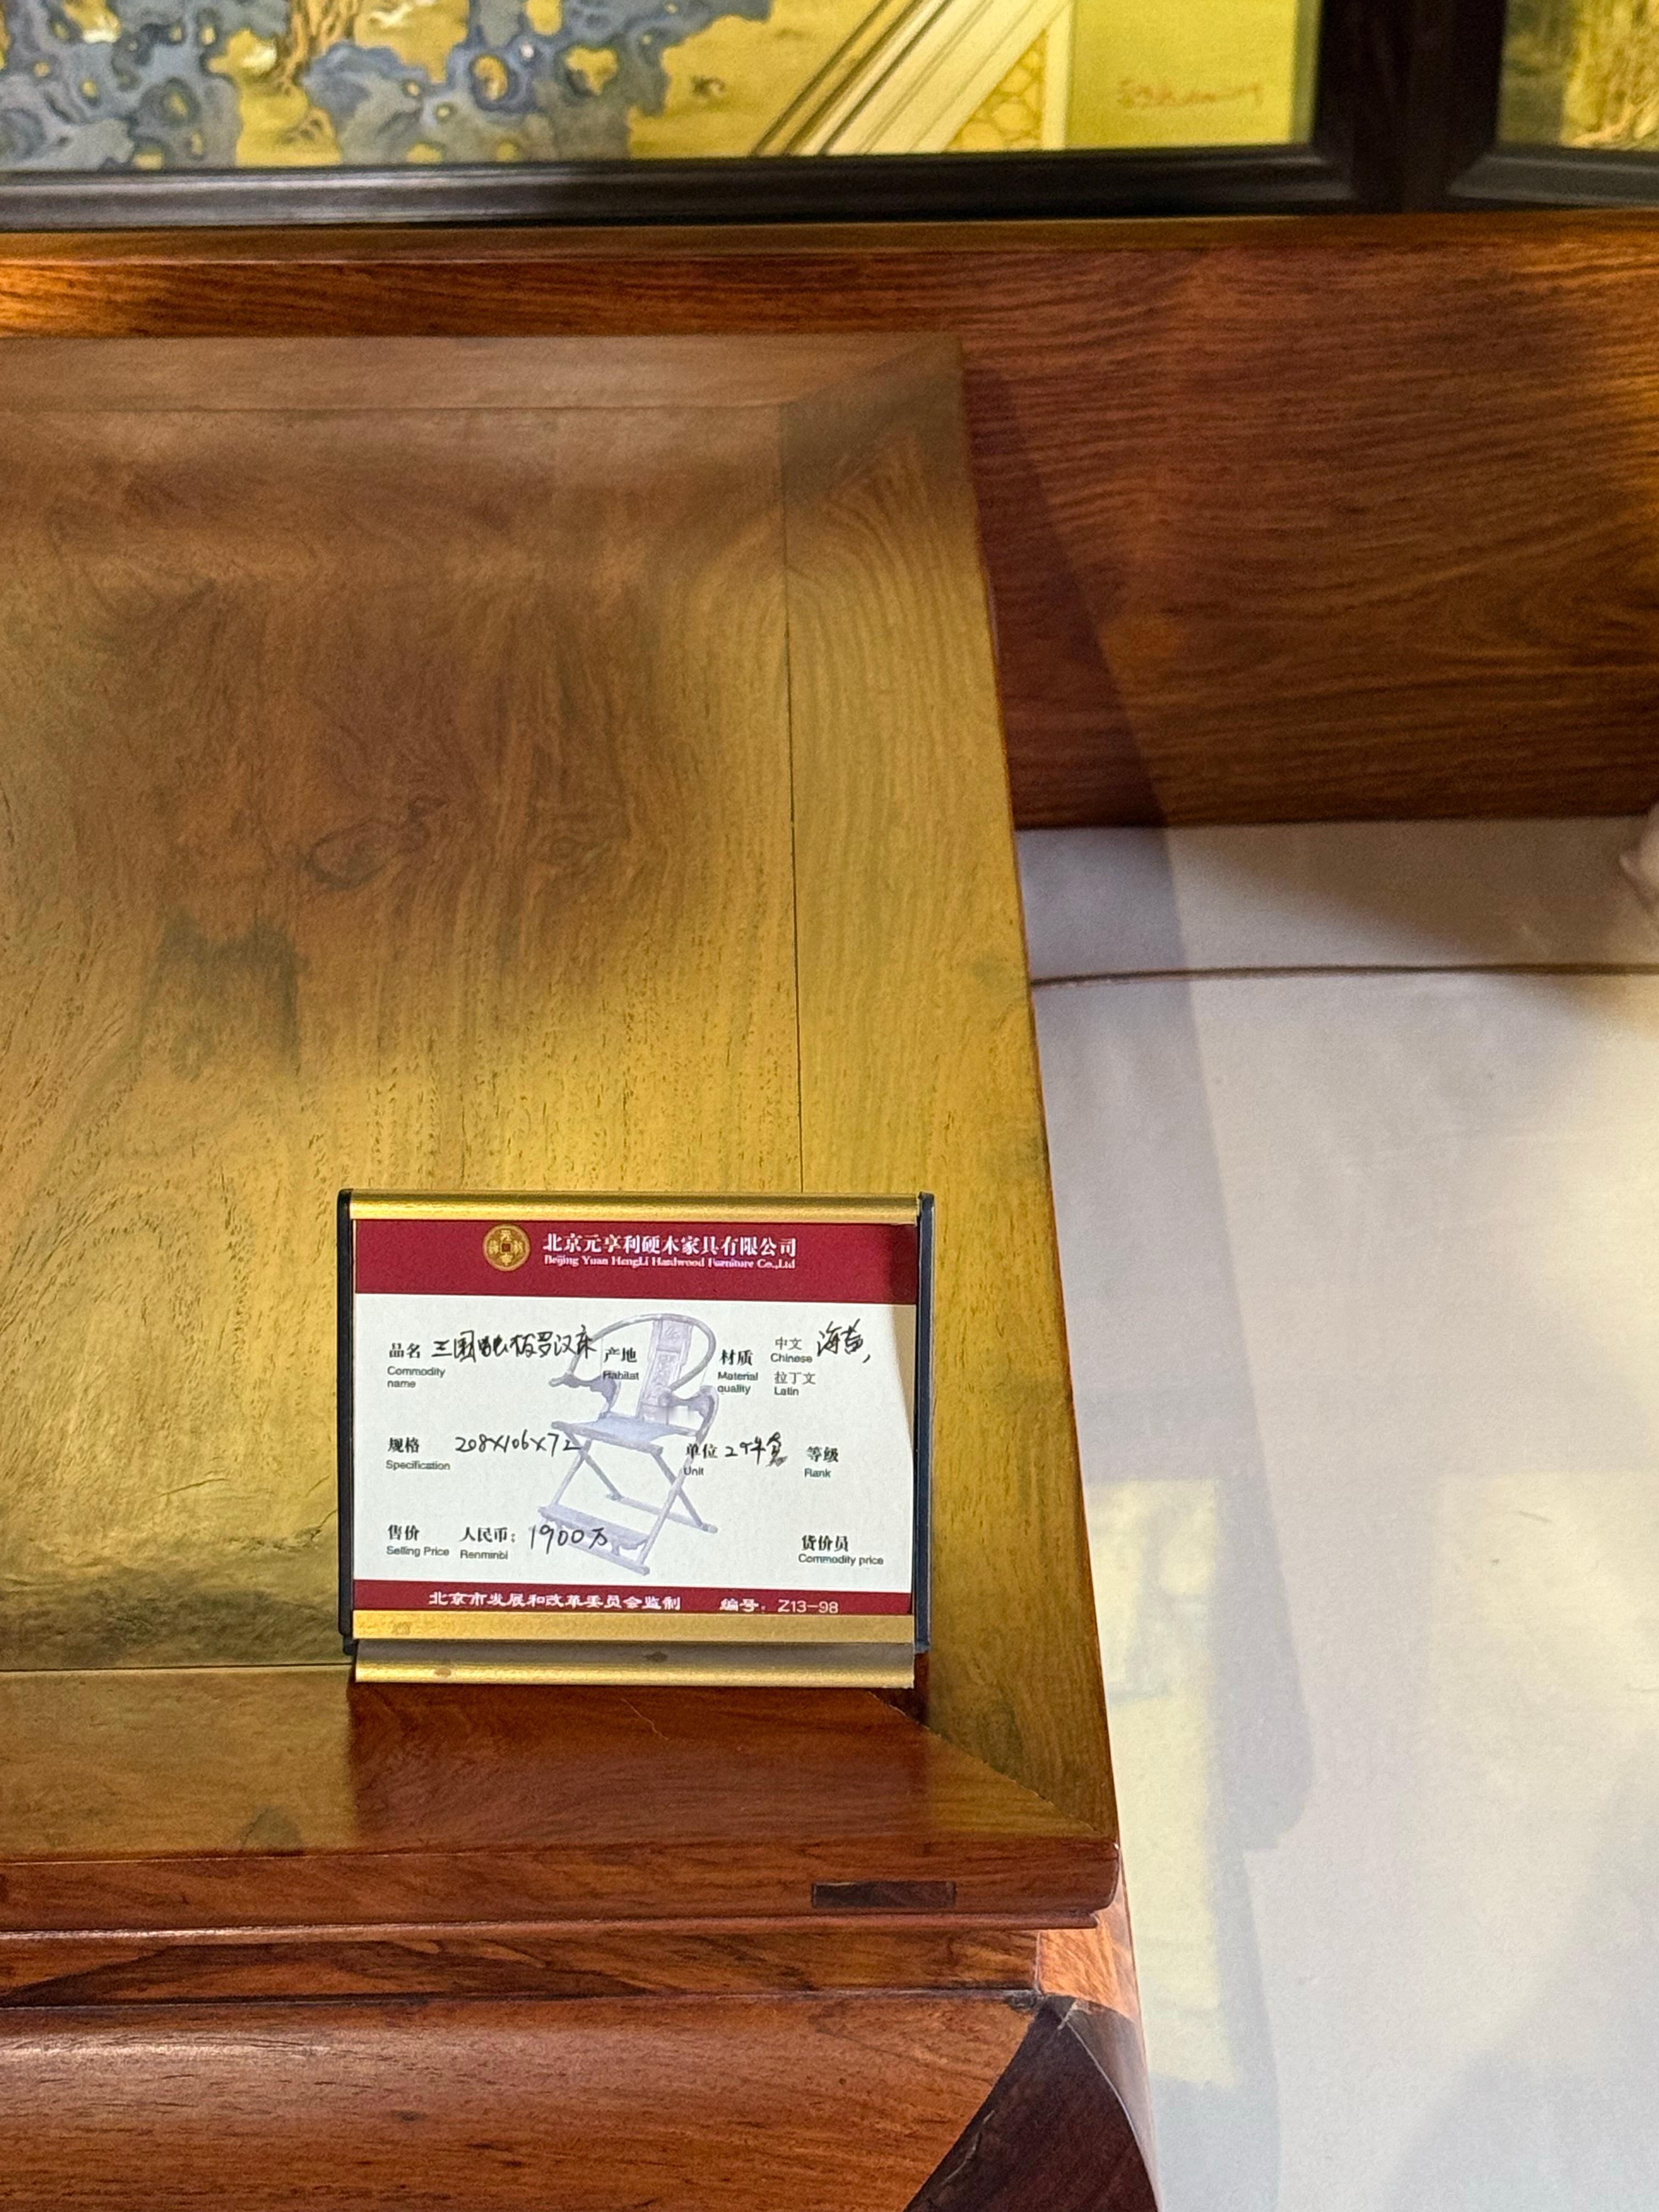 北京元亨利硬木家具有限公司
Beijing Yuan HengLi Hardwood Furniture Co.,Ltd
品名 三围独板罗汉床 产地 材质 中文 海黄
Commodity name Habitat Material quality Chinese
拉丁文
Latin
规格 208×106×72 单位 2件套 等级
Specification Unit Rank
售价 人民币: 1900万 货价员
Selling Price Renminbi Commodity price
北京市发展和改革委员会监制 编号: Z13-98